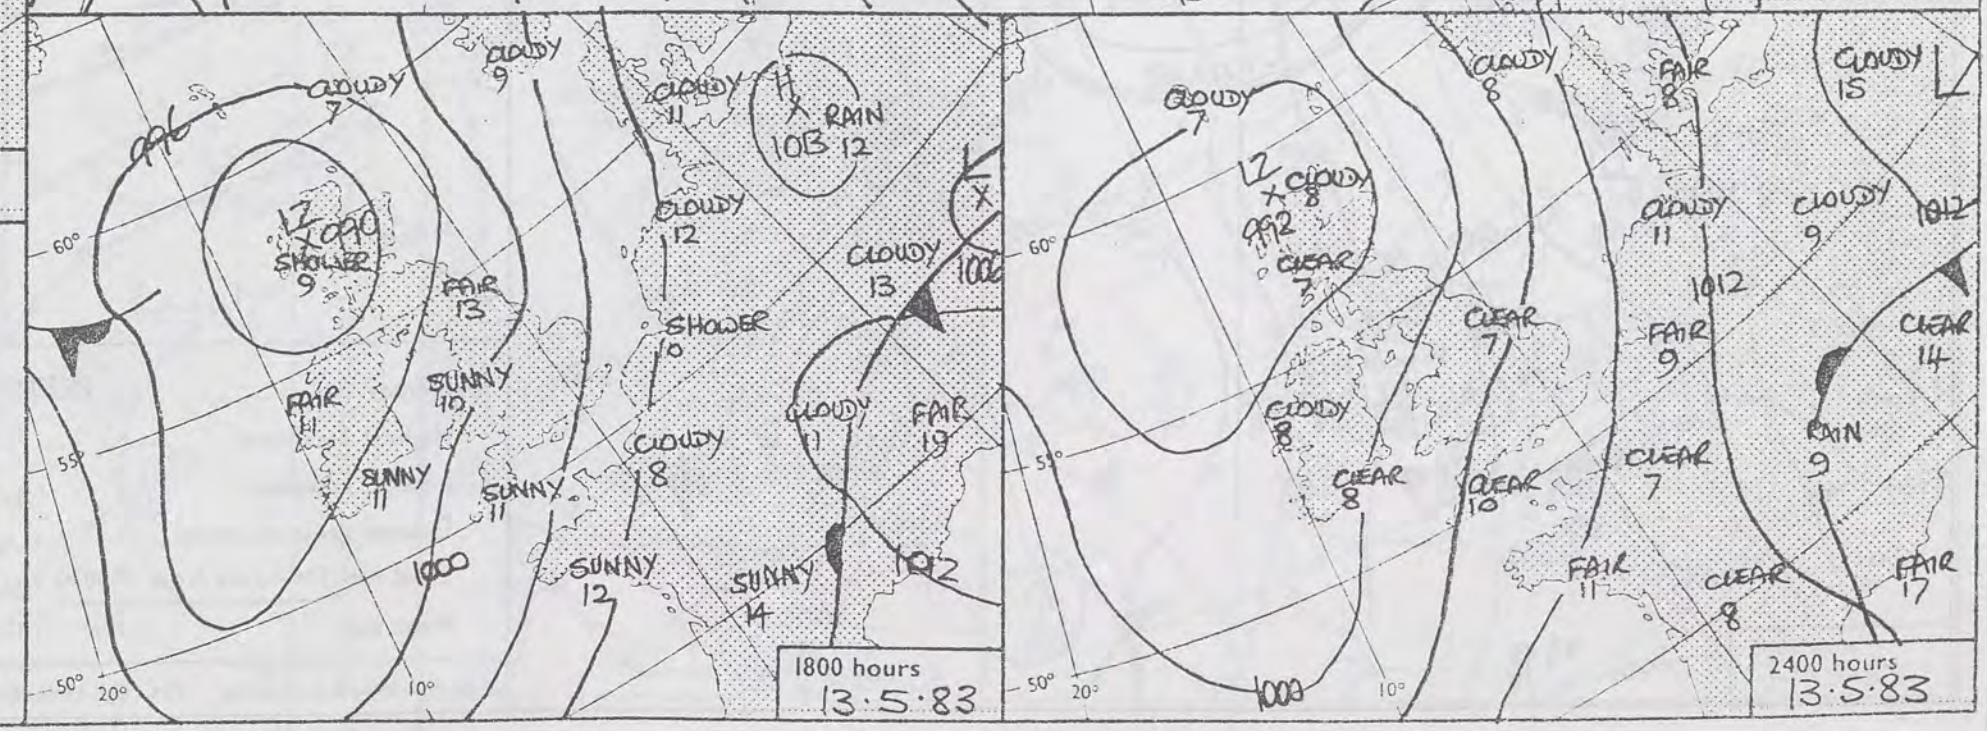 CLOUDY
9
CLOUDY
7
CLOUDY
11
H
X RAIN
1013 12
996
L
X 990
SHOWER
9
60°
CLOUDY
12
X
CLOUDY
13
FAIR
13
SHOWER
SUNNY
10
FAIR
11
CLOUDY
11
FAIR
19
CLOUDY
8
55°
SUNNY
11
SUNNY
11
1000
SUNNY
12
SUNNY
14
1012
50° 20° 10°
1800 hours
13.5.83
CLOUDY
8
FAIR
8
CLOUDY
15
L
CLOUDY
7
L
X CLOUDY
8
992
CLEAR
7
60°
CLOUDY
11
CLOUDY
9
1012
1012
CLEAR
7
FAIR
9
CLEAR
14
CLOUDY
8
RAIN
9
55°
CLEAR
8
CLEAR
10
CLEAR
7
FAIR
11
CLEAR
8
FAIR
17
50° 20° 1000 10°
2400 hours
13.5.83